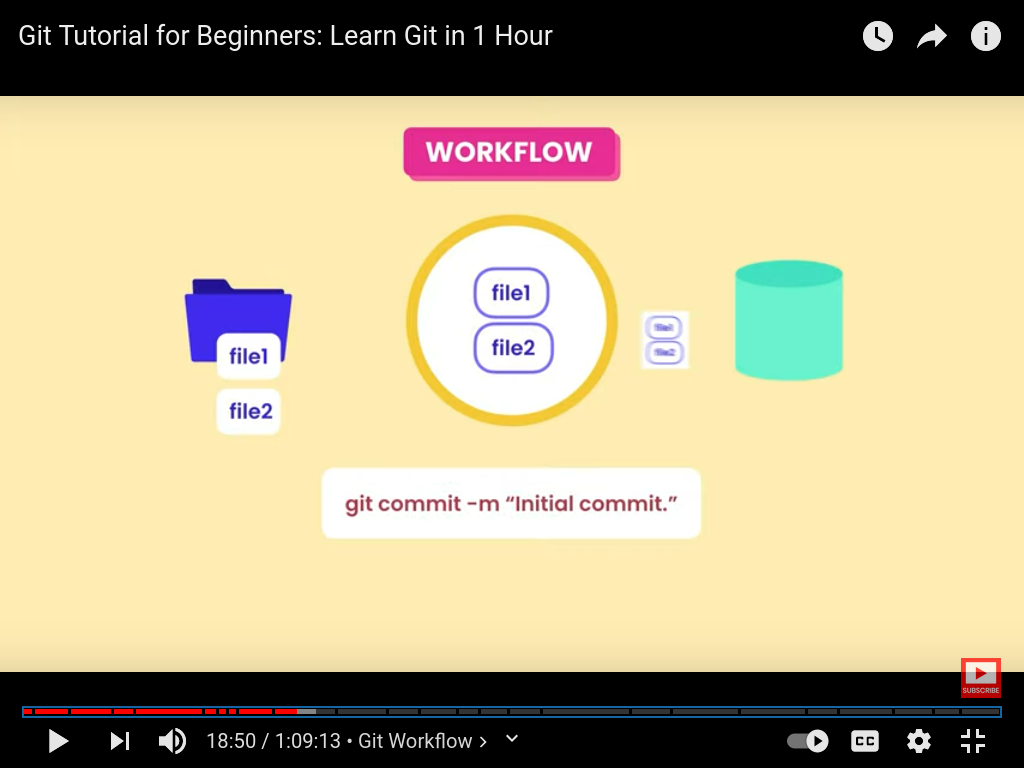 Git Tutorial for Beginners: Learn Git in 1 Hour
WORKFLOW
file1
file2
file1
file2
file1
file2
git commit -m “Initial commit.”
SUBSCRIBE
18:50 / 1:09:13 • Git Workflow ›
CC